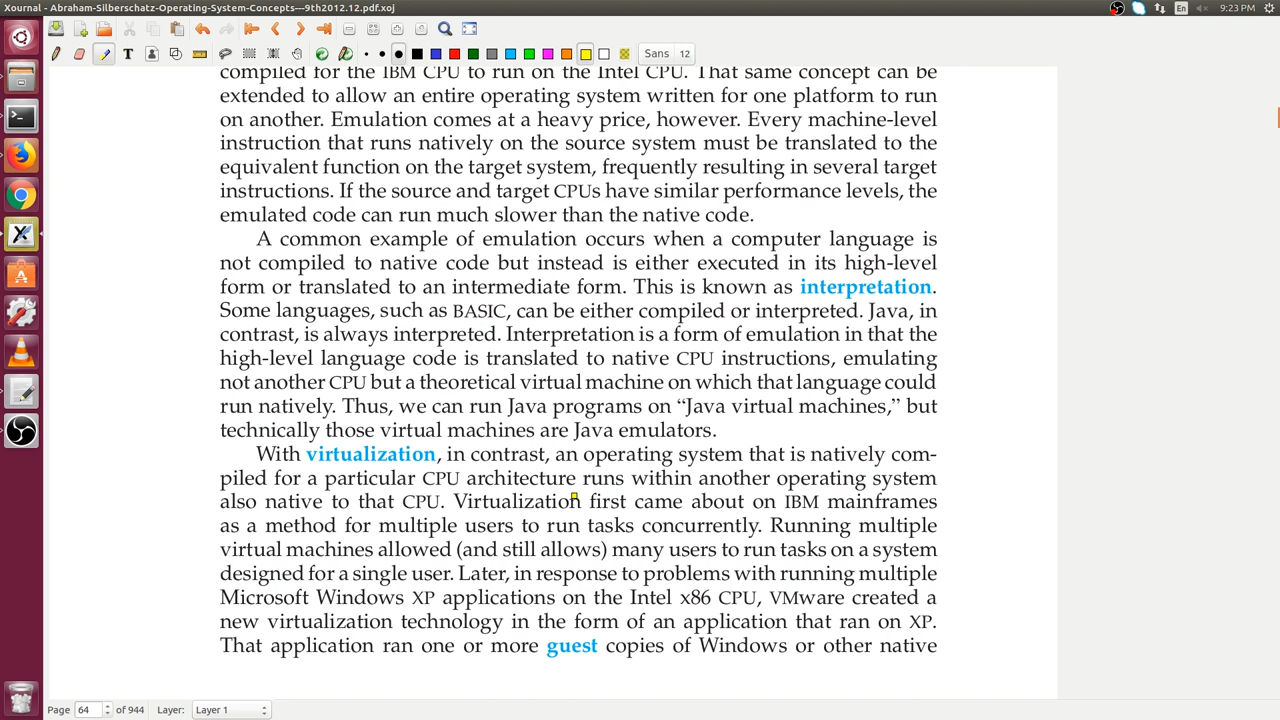 Xournal - Abraham-Silberschatz-Operating-System-Concepts---9th2012.12.pdf.xoj
En
9:23 PM
Sans 12
compiled for the IBM CPU to run on the Intel CPU. That same concept can be
extended to allow an entire operating system written for one platform to run
on another. Emulation comes at a heavy price, however. Every machine-level
instruction that runs natively on the source system must be translated to the
equivalent function on the target system, frequently resulting in several target
instructions. If the source and target CPUs have similar performance levels, the
emulated code can run much slower than the native code.
A common example of emulation occurs when a computer language is
not compiled to native code but instead is either executed in its high-level
form or translated to an intermediate form. This is known as interpretation.
Some languages, such as BASIC, can be either compiled or interpreted. Java, in
contrast, is always interpreted. Interpretation is a form of emulation in that the
high-level language code is translated to native CPU instructions, emulating
not another CPU but a theoretical virtual machine on which that language could
run natively. Thus, we can run Java programs on “Java virtual machines,” but
technically those virtual machines are Java emulators.
With virtualization, in contrast, an operating system that is natively com-
piled for a particular CPU architecture runs within another operating system
also native to that CPU. Virtualization first came about on IBM mainframes
as a method for multiple users to run tasks concurrently. Running multiple
virtual machines allowed (and still allows) many users to run tasks on a system
designed for a single user. Later, in response to problems with running multiple
Microsoft Windows XP applications on the Intel x86 CPU, VMware created a
new virtualization technology in the form of an application that ran on XP.
That application ran one or more guest copies of Windows or other native
Page 64 of 944 Layer: Layer 1